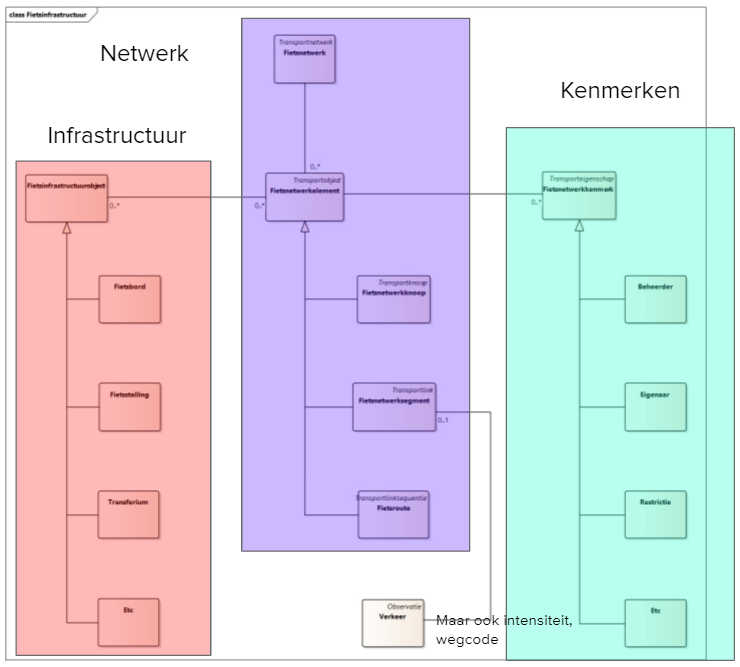 class Fietsinfrastructuur
Netwerk
Infrastructuur
Kenmerken
Transportnetwerk
Fietsnetwerk
0..*
Fietsinfrastructuurobject
0..*
Transportobject
Fietsnetwerkelement
0..*
Transporteigenschap
Fietsnetwerkkenmerk
0..*
Fietsbord
Transportknoop
Fietsnetwerkknoop
Beheerder
Fietsstalling
Transportlink
Fietsnetwerksegment
0..1
Eigenaar
Transferium
Transportlinksequentie
Fietsroute
Restrictie
Etc
Observatie
Verkeer
Maar ook intensiteit,
wegcode
Etc